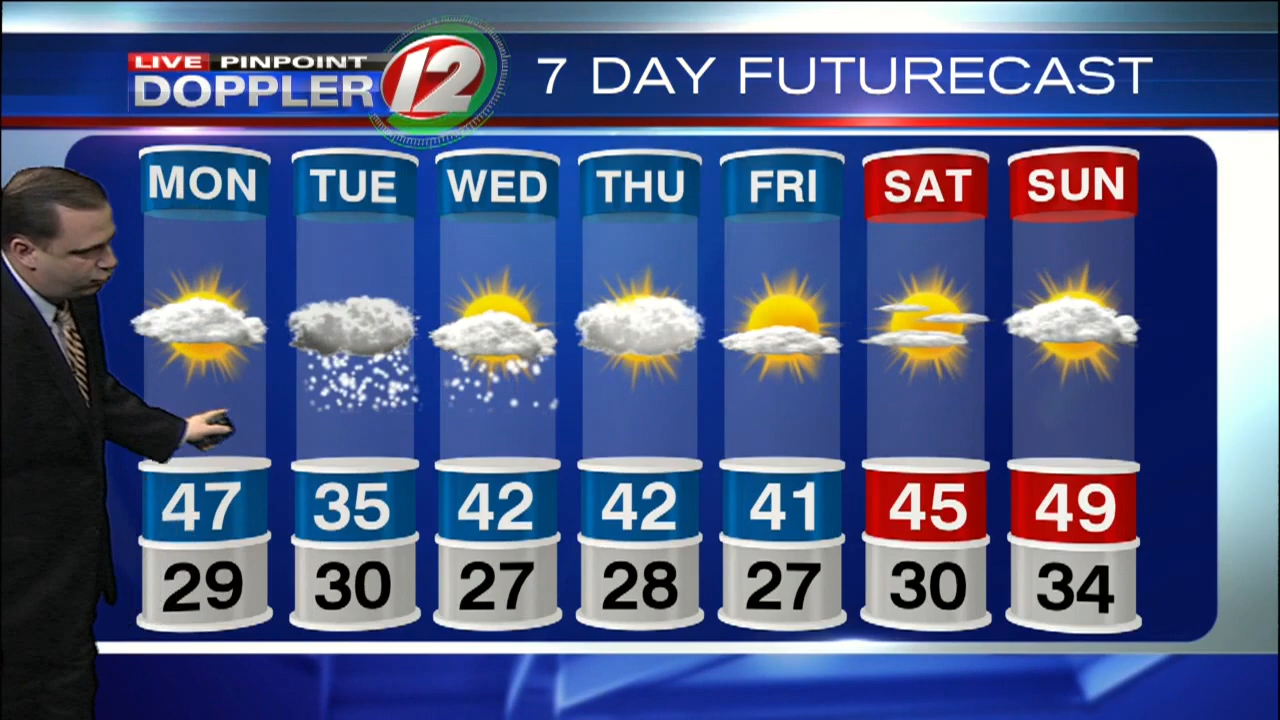 LIVE PINPOINT
DOPPLER 12
7 DAY FUTURECAST
MON TUE WED THU FRI SAT SUN
47 35 42 42 41 45 49
29 30 27 28 27 30 34